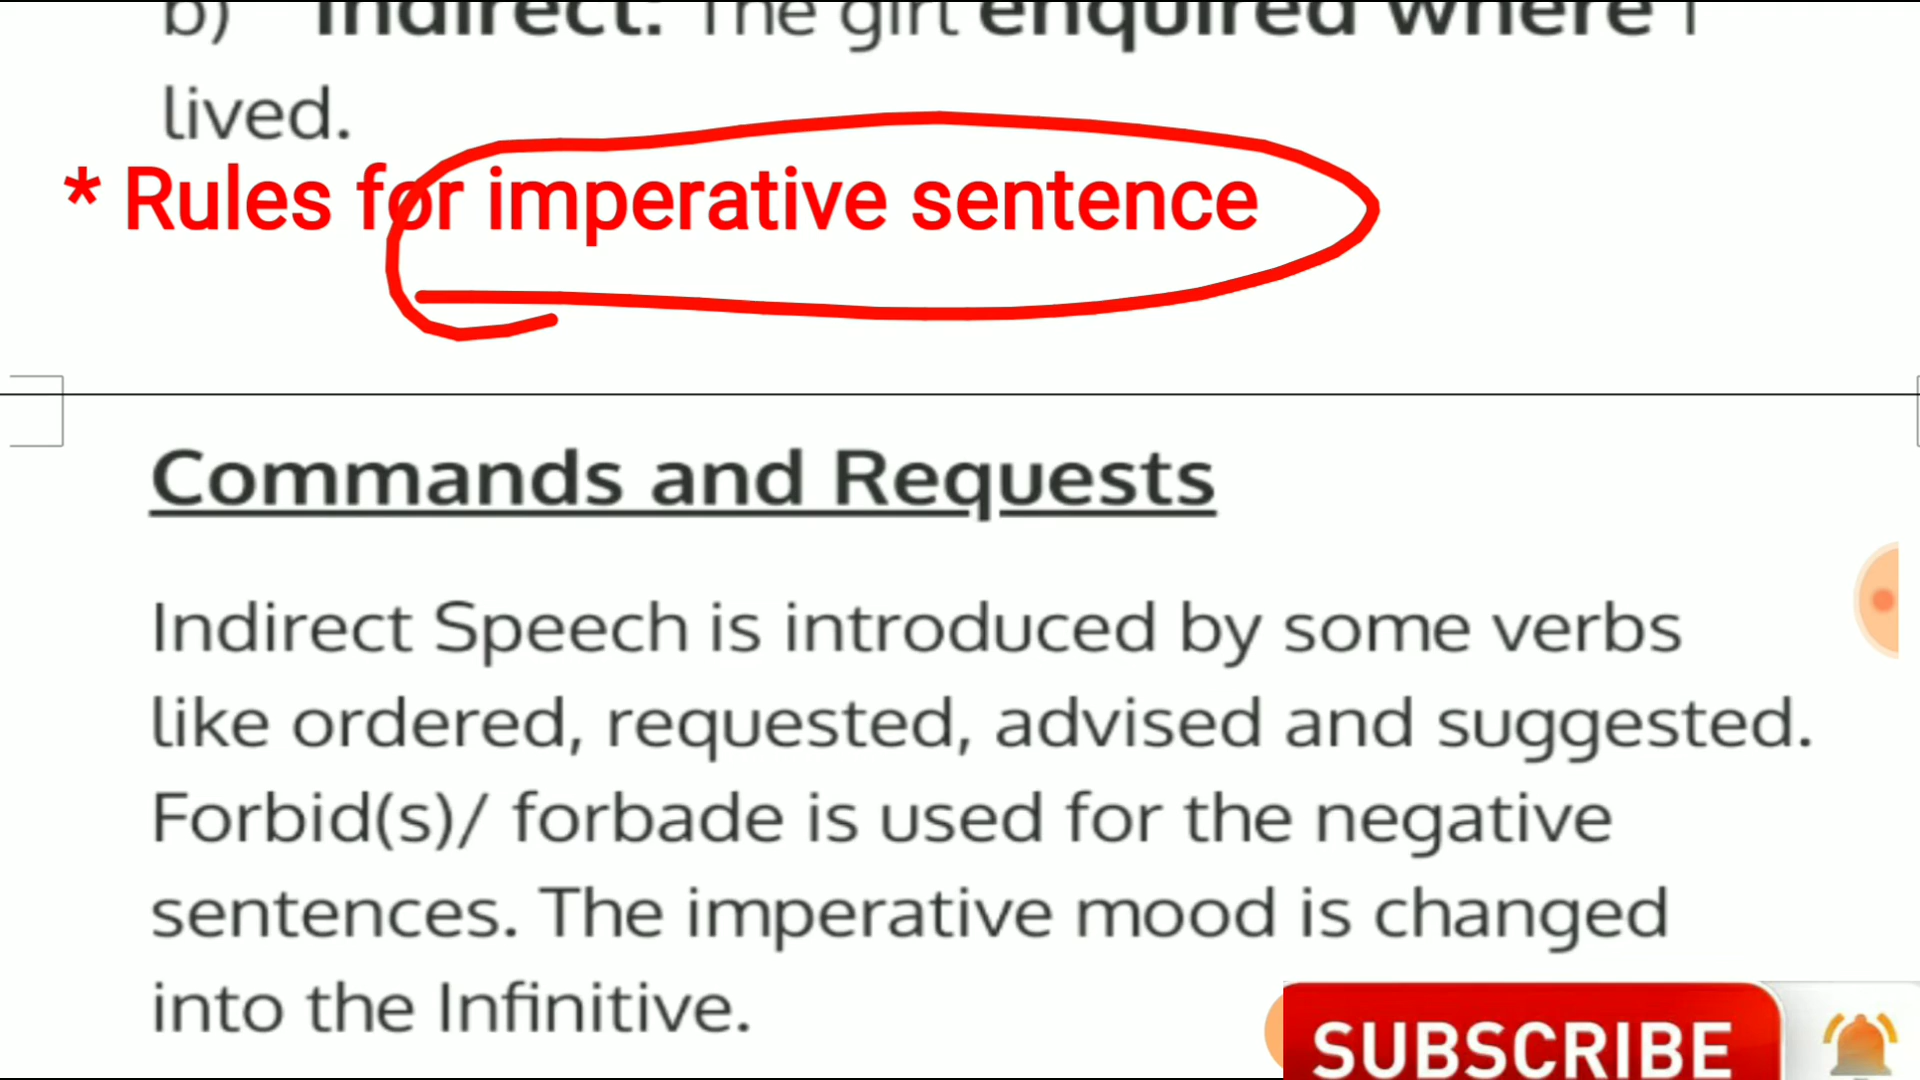 b) Indirect: The girl enquired where I
lived.
* Rules for imperative sentence
Commands and Requests
Indirect Speech is introduced by some verbs
like ordered, requested, advised and suggested.
Forbid(s)/ forbade is used for the negative
sentences. The imperative mood is changed
into the Infinitive.
SUBSCRIBE